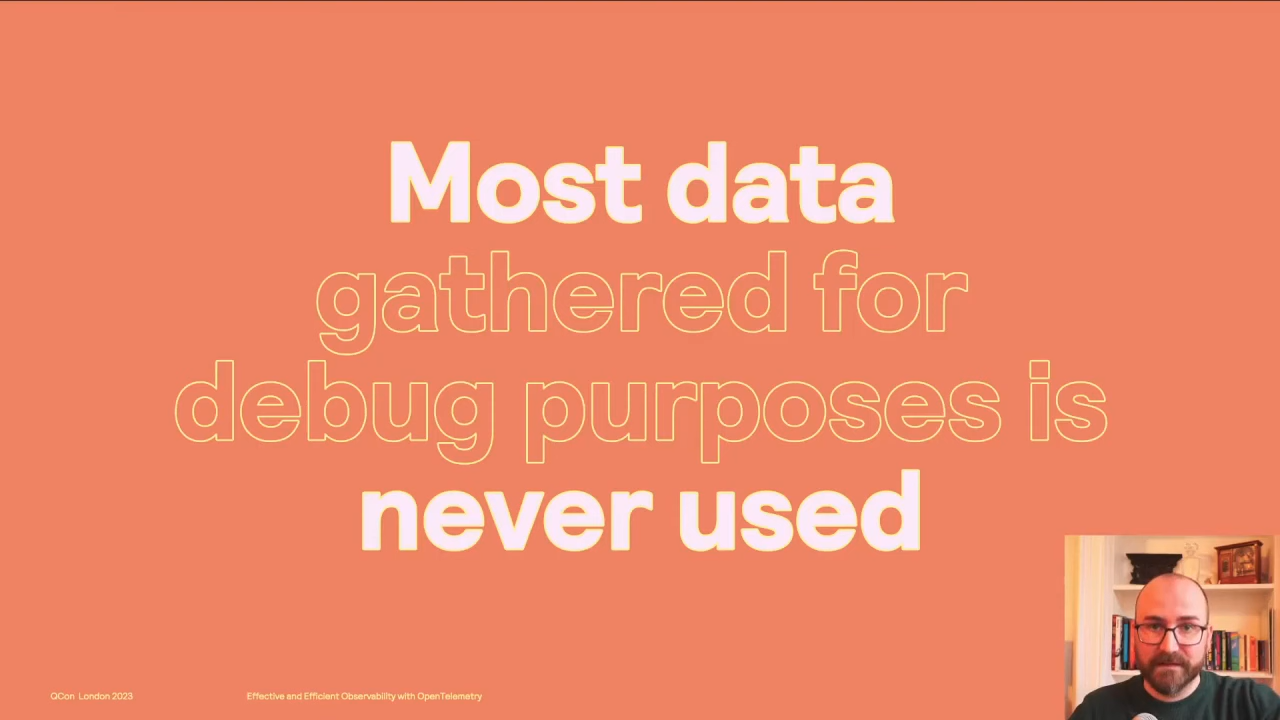 Most data
gathered for
debug purposes is
never used
QCon London 2023
Effective and Efficient Observability with OpenTelemetry